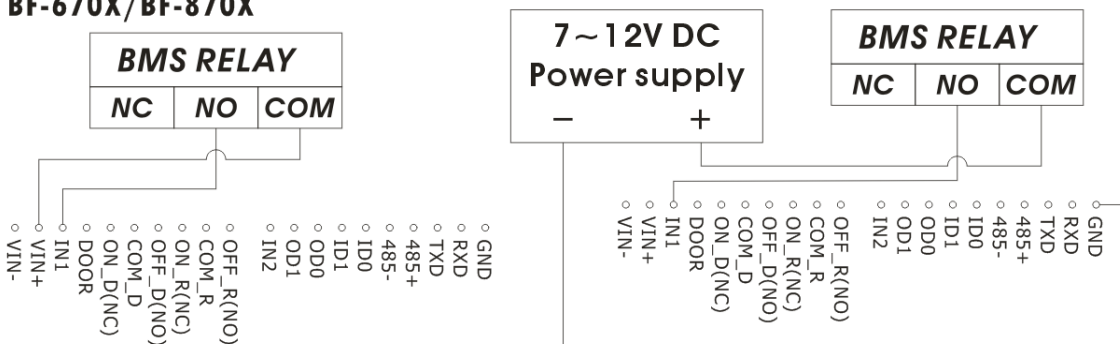 BF-670X/BF-870X
BMS RELAY
NC NO COM
VIN-
VIN+
IN1
DOOR
ON_D(NC)
COM_D
OFF_D(NO)
ON_R(NC)
COM_R
OFF_R(NO)
IN2
OD1
OD0
ID1
ID0
485-
485+
TXD
RXD
GND
7~12V DC
Power supply
− +
BMS RELAY
NC NO COM
VIN-
VIN+
IN1
DOOR
ON_D(NC)
COM_D
OFF_D(NO)
ON_R(NC)
COM_R
OFF_R(NO)
IN2
OD1
OD0
ID1
ID0
485-
485+
TXD
RXD
GND